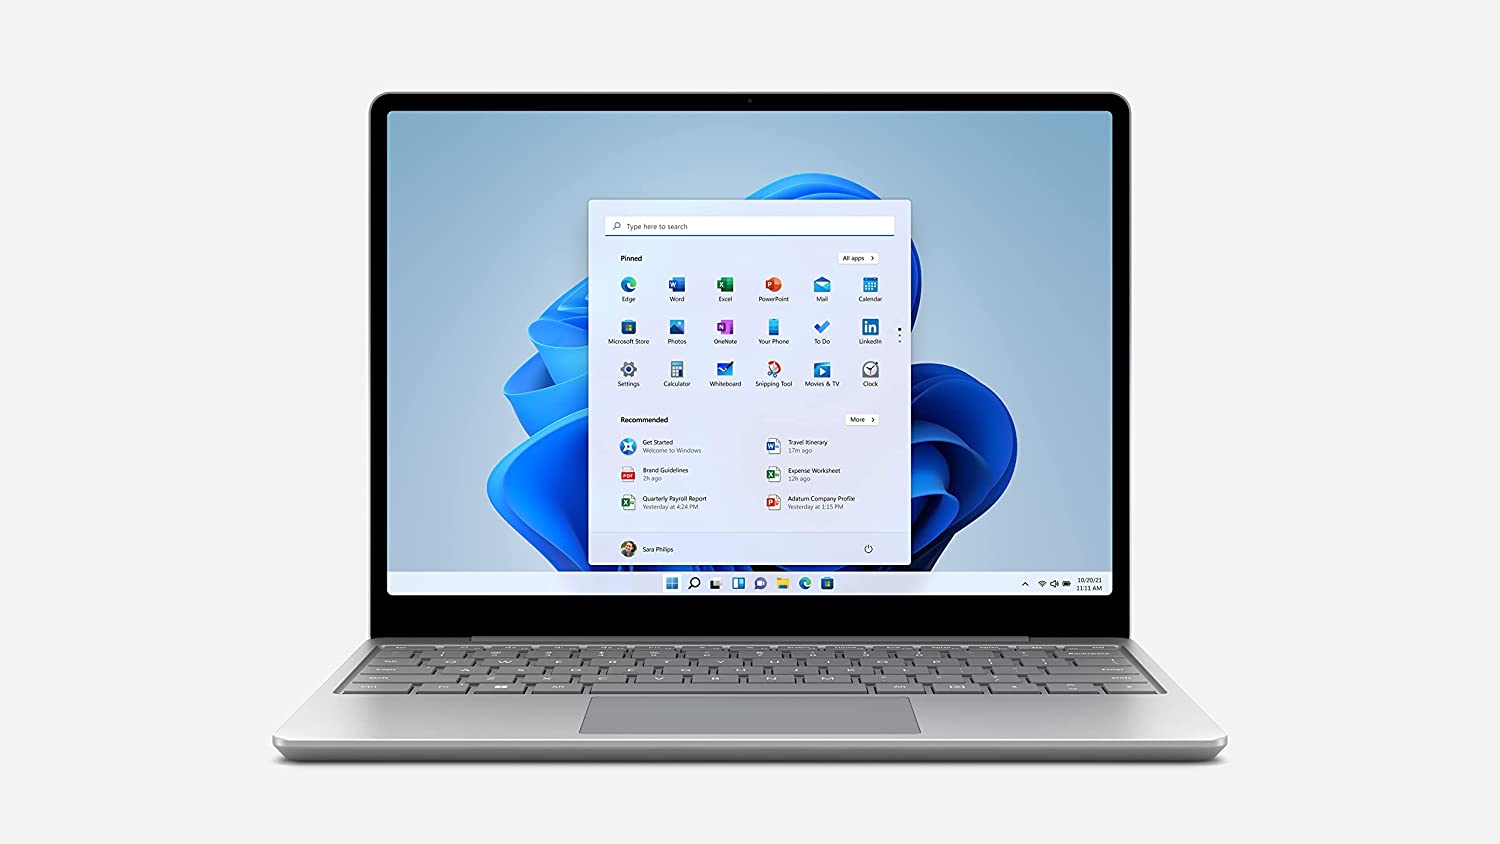 Type here to search
Pinned
All apps
Edge
Word
Excel
PowerPoint
Mail
Calendar
Microsoft Store
Photos
OneNote
Your Phone
To Do
LinkedIn
Settings
Calculator
Whiteboard
Snipping Tool
Movies & TV
Clock
Recommended
More
Get Started
Welcome to Windows
Travel Itinerary
17m ago
PDF
Brand Guidelines
2h ago
Expense Worksheet
12h ago
Quarterly Payroll Report
Yesterday at 4:24 PM
Adatum Company Profile
Yesterday at 1:15 PM
Sara Philips
10/20/21
11:11 AM